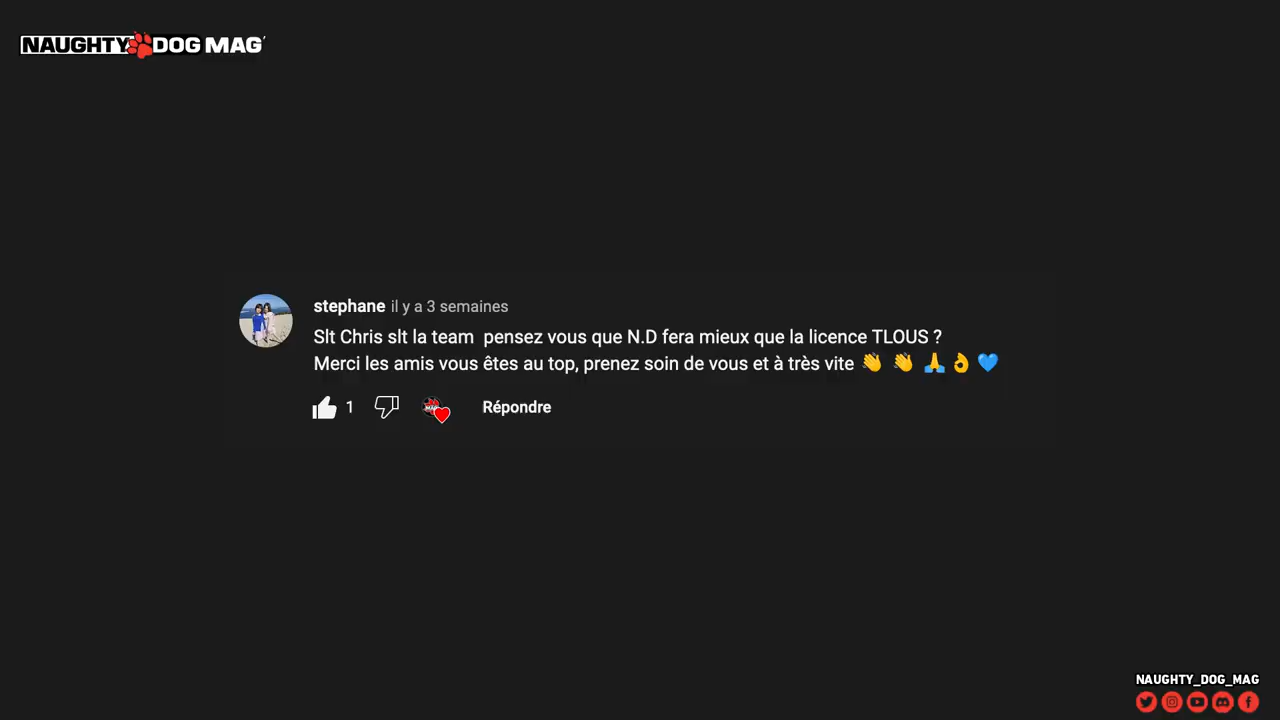 NAUGHTY DOG MAG'
stephane il y a 3 semaines
Slt Chris slt la team  pensez vous que N.D fera mieux que la licence TLOUS ?
Merci les amis vous êtes au top, prenez soin de vous et à très vite 👋 👋 🙏 👌 💙
1 Répondre
NAUGHTY_DOG_MAG